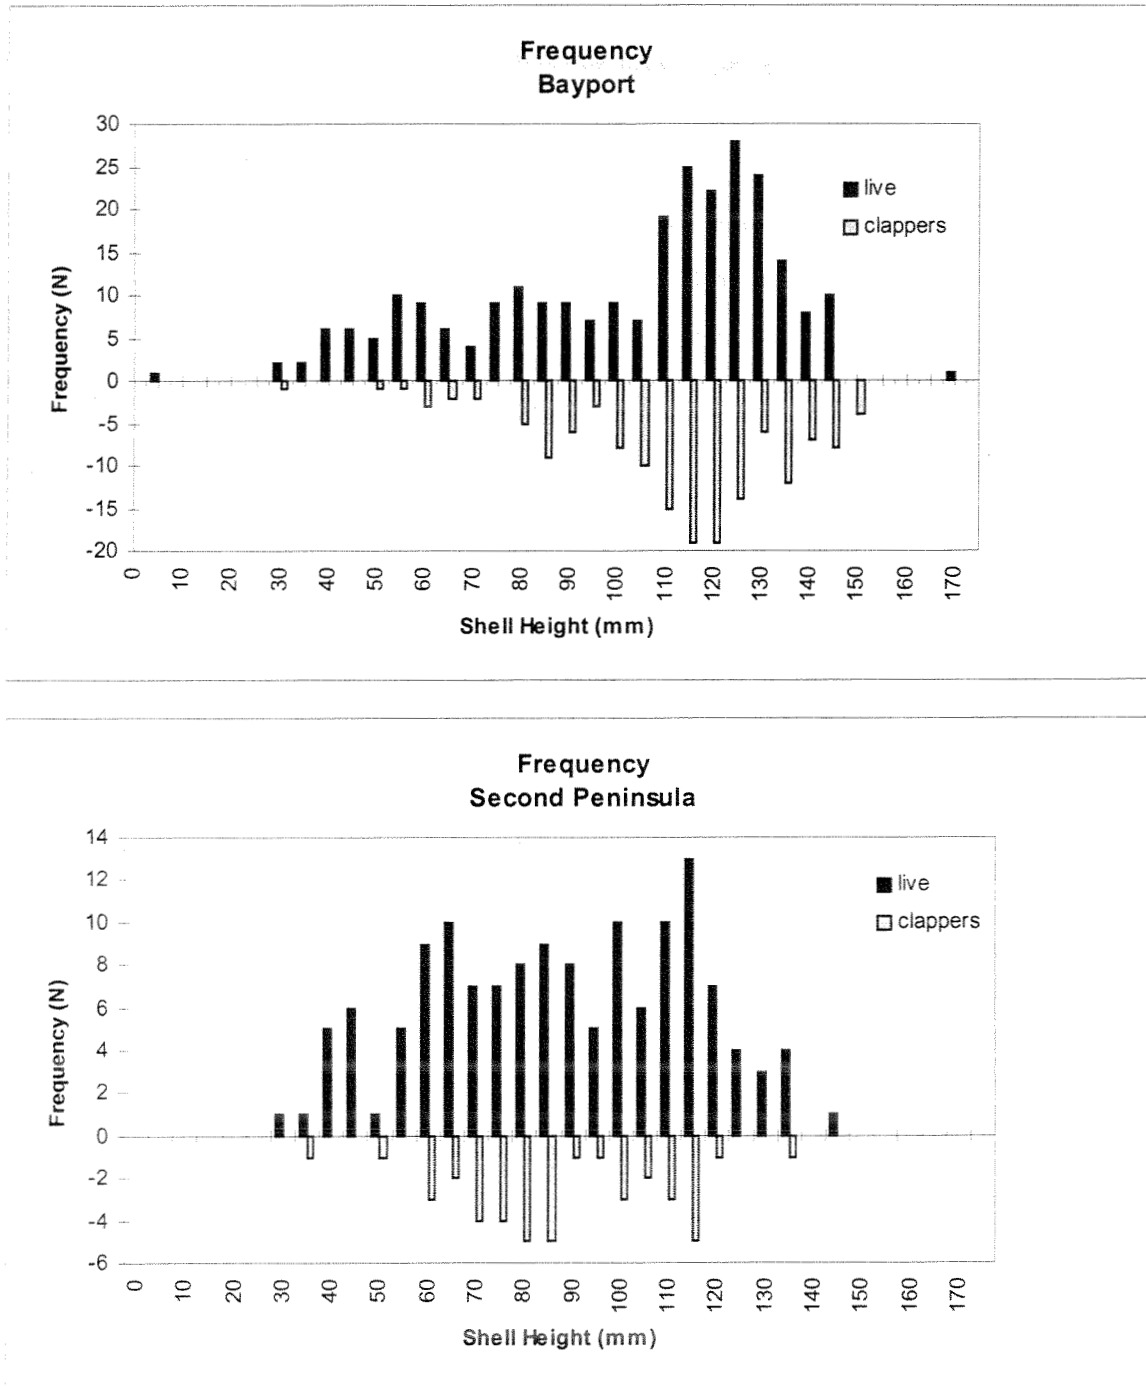 Frequency
Bayport
30
25
20
15
10
5
0
-5
-10
-15
-20
Frequency (N)
live
clappers
0 10 20 30 40 50 60 70 80 90 100 110 120 130 140 150 160 170
Shell Height (mm)
Frequency
Second Peninsula
14
12
10
8
6
4
2
0
-2
-4
-6
Frequency (N)
live
clappers
0 10 20 30 40 50 60 70 80 90 100 110 120 130 140 150 160 170
Shell Height (mm)